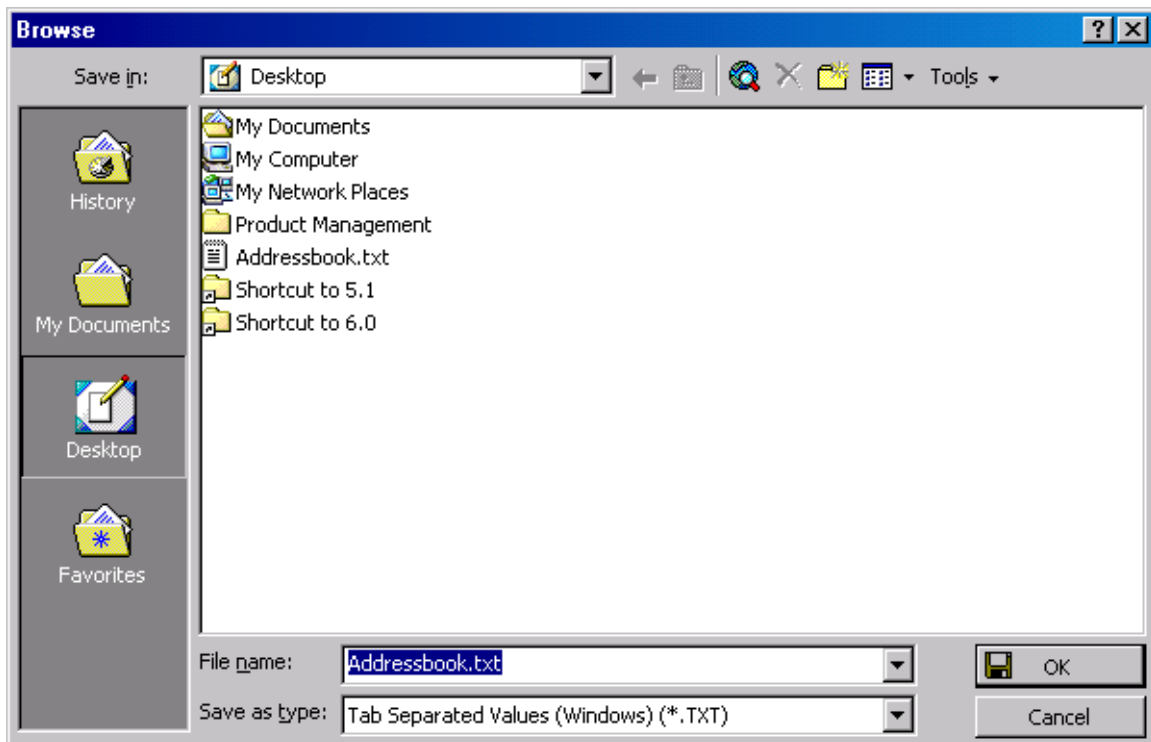 Browse
Save in: Desktop Tools
History
My Documents
Desktop
Favorites
My Documents
My Computer
My Network Places
Product Management
Addressbook.txt
Shortcut to 5.1
Shortcut to 6.0
File name: Addressbook.txt OK
Save as type: Tab Separated Values (Windows) (*.TXT) Cancel